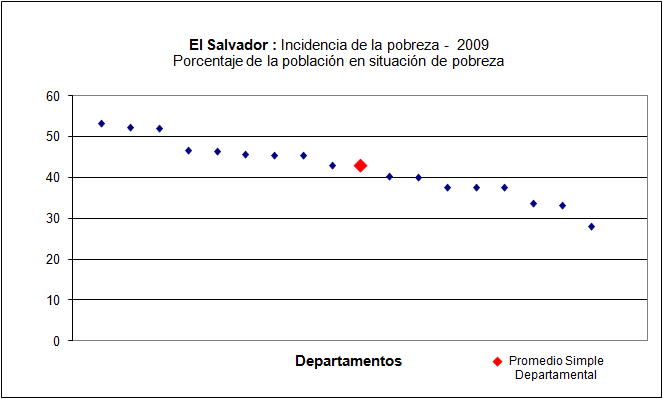 El Salvador : Incidencia de la pobreza - 2009
Porcentaje de la población en situación de pobreza
60
50
40
30
20
10
0
Departamentos
Promedio Simple
Departamental